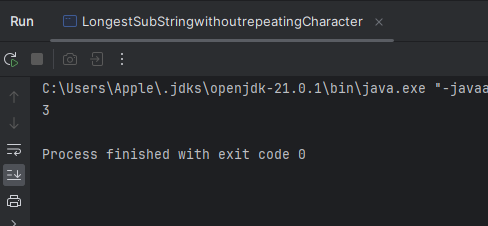 Run LongestSubStringwithoutrepeatingCharacter
C:\Users\Apple\.jdks\openjdk-21.0.1\bin\java.exe "-javaa
3
Process finished with exit code 0